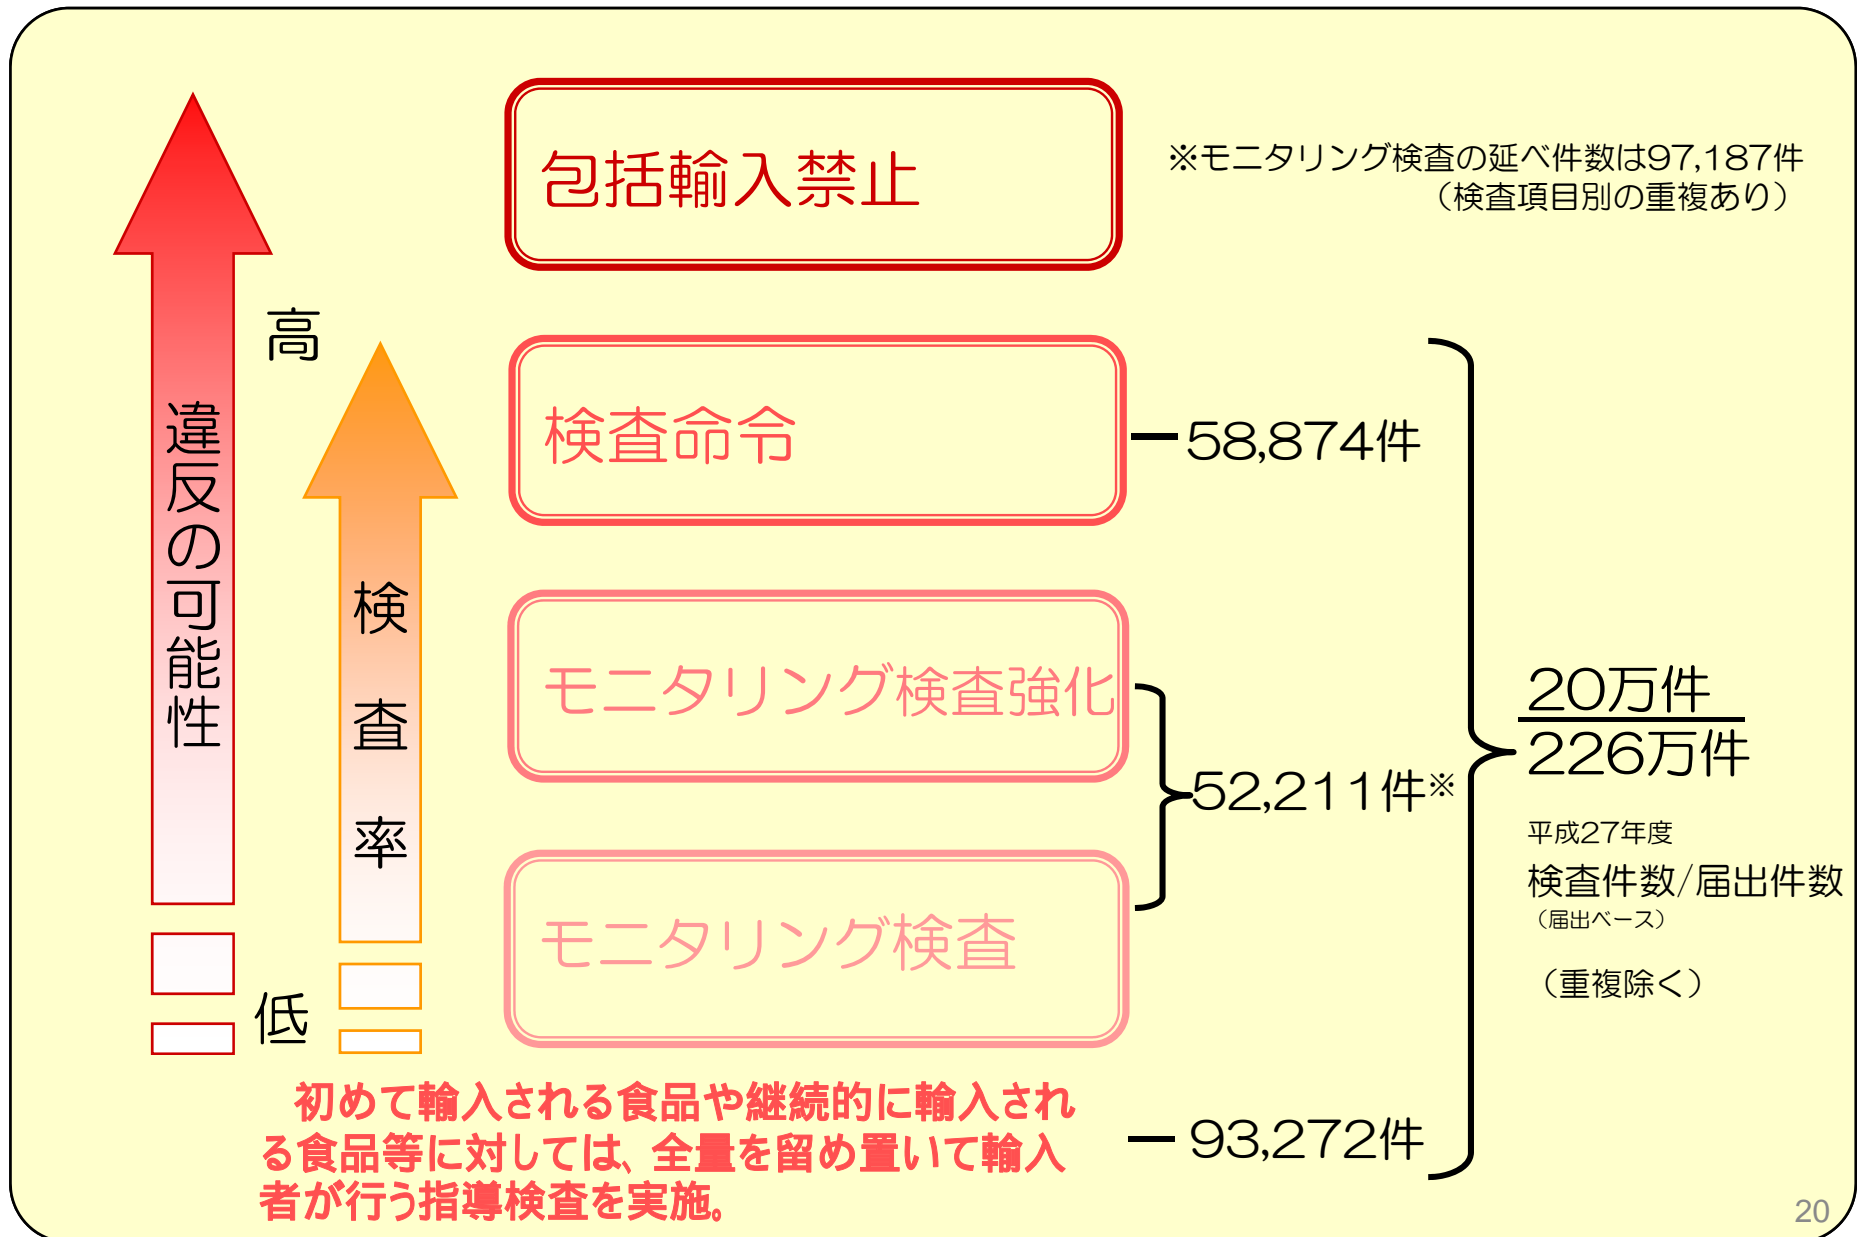 包括輸入禁止
※モニタリング検査の延べ件数は97,187件
（検査項目別の重複あり）
違反の可能性
高
低
検査率
検査命令
58,874件
モニタリング検査強化
52,211件※
モニタリング検査
初めて輸入される食品や継続的に輸入され
る食品等に対しては、全量を留め置いて輸入
者が行う指導検査を実施。
93,272件
20万件
226万件
平成27年度
検査件数/届出件数
（届出ベース）
（重複除く）
20